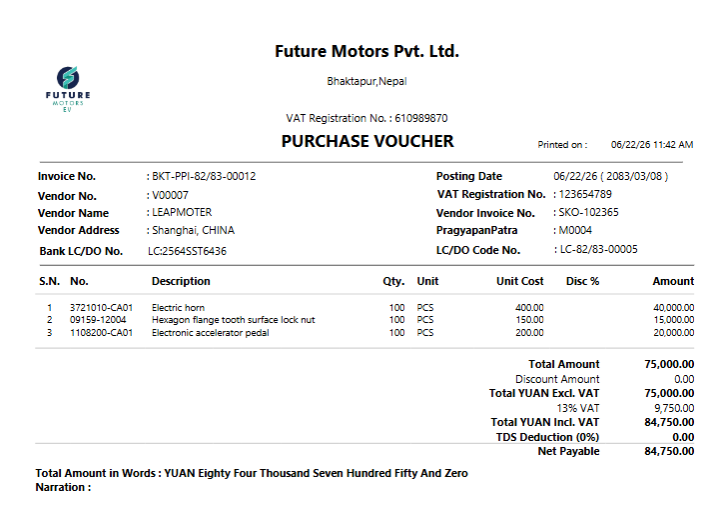 Future Motors Pvt. Ltd.
Bhaktapur,Nepal
FUTURE
MOTORS
EV
VAT Registration No. : 610989870
PURCHASE VOUCHER
Printed on : 06/22/26 11:42 AM
Invoice No. : BKT-PPI-82/83-00012 Posting Date 06/22/26 ( 2083/03/08 )
Vendor No. : V00007 VAT Registration No. : 123654789
Vendor Name : LEAPMOTER Vendor Invoice No. : SKO-102365
Vendor Address : Shanghai, CHINA PragyapanPatra : M0004
Bank LC/DO No. LC:2564SST6436 LC/DO Code No. : LC-82/83-00005
S.N. No. Description Qty. Unit Unit Cost Disc % Amount
1 3721010-CA01 Electric horn 100 PCS 400.00 40,000.00
2 09159-12004 Hexagon flange tooth surface lock nut 100 PCS 150.00 15,000.00
3 1108200-CA01 Electronic accelerator pedal 100 PCS 200.00 20,000.00
Total Amount 75,000.00
Discount Amount 0.00
Total YUAN Excl. VAT 75,000.00
13% VAT 9,750.00
Total YUAN Incl. VAT 84,750.00
TDS Deduction (0%) 0.00
Net Payable 84,750.00
Total Amount in Words : YUAN Eighty Four Thousand Seven Hundred Fifty And Zero
Narration :